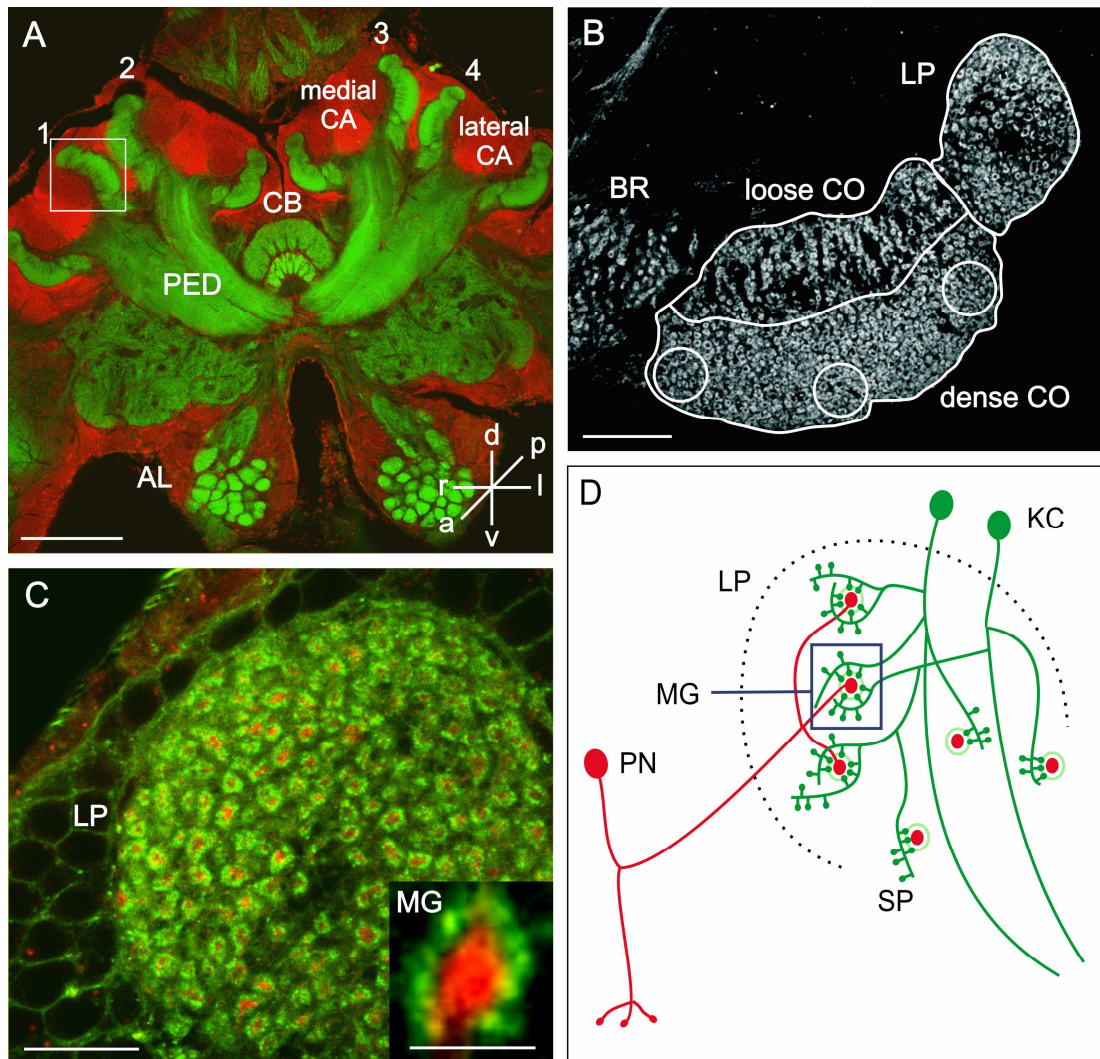 A
1
2
3
4
medial
CA
lateral
CA
CB
PED
AL
d
p
r
l
a
v
B
LP
BR
loose CO
dense CO
C
LP
MG
D
KC
LP
MG
PN
SP